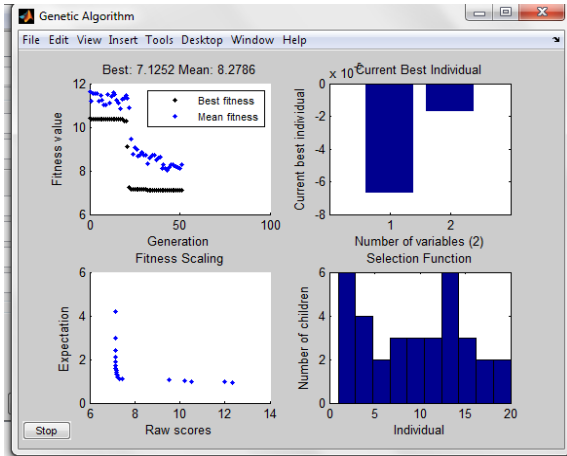 Genetic Algorithm
File Edit View Insert Tools Desktop Window Help
Best: 7.1252 Mean: 8.2786
12
10
8
6
Fitness value
Best fitness
Mean fitness
0 50 100
Generation
x 10
Current Best Individual
0
-2
-4
-6
-8
Current best individual
1 2
Number of variables (2)
Fitness Scaling
6
4
2
0
Expectation
6 8 10 12 14
Raw scores
Selection Function
6
4
2
0
Number of children
0 5 10 15 20
Individual
Stop